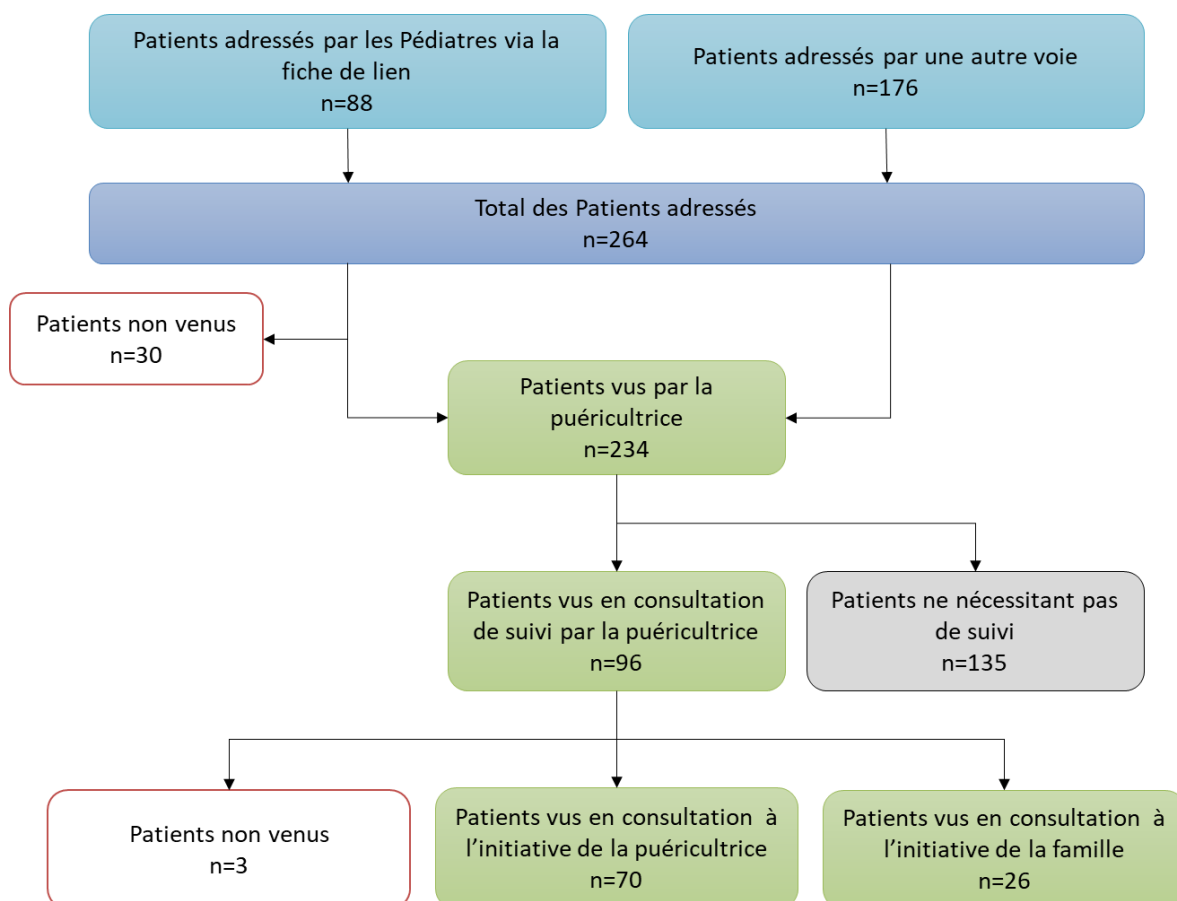 Patients adressés par les Pédiatres via la
fiche de lien
n=88
Patients adressés par une autre voie
n=176
Total des Patients adressés
n=264
Patients non venus
n=30
Patients vus par la
puéricultrice
n=234
Patients vus en consultation
de suivi par la puéricultrice
n=96
Patients ne nécessitant pas
de suivi
n=135
Patients non venus
n=3
Patients vus en consultation à
l’initiative de la puéricultrice
n=70
Patients vus en consultation à
l’initiative de la famille
n=26